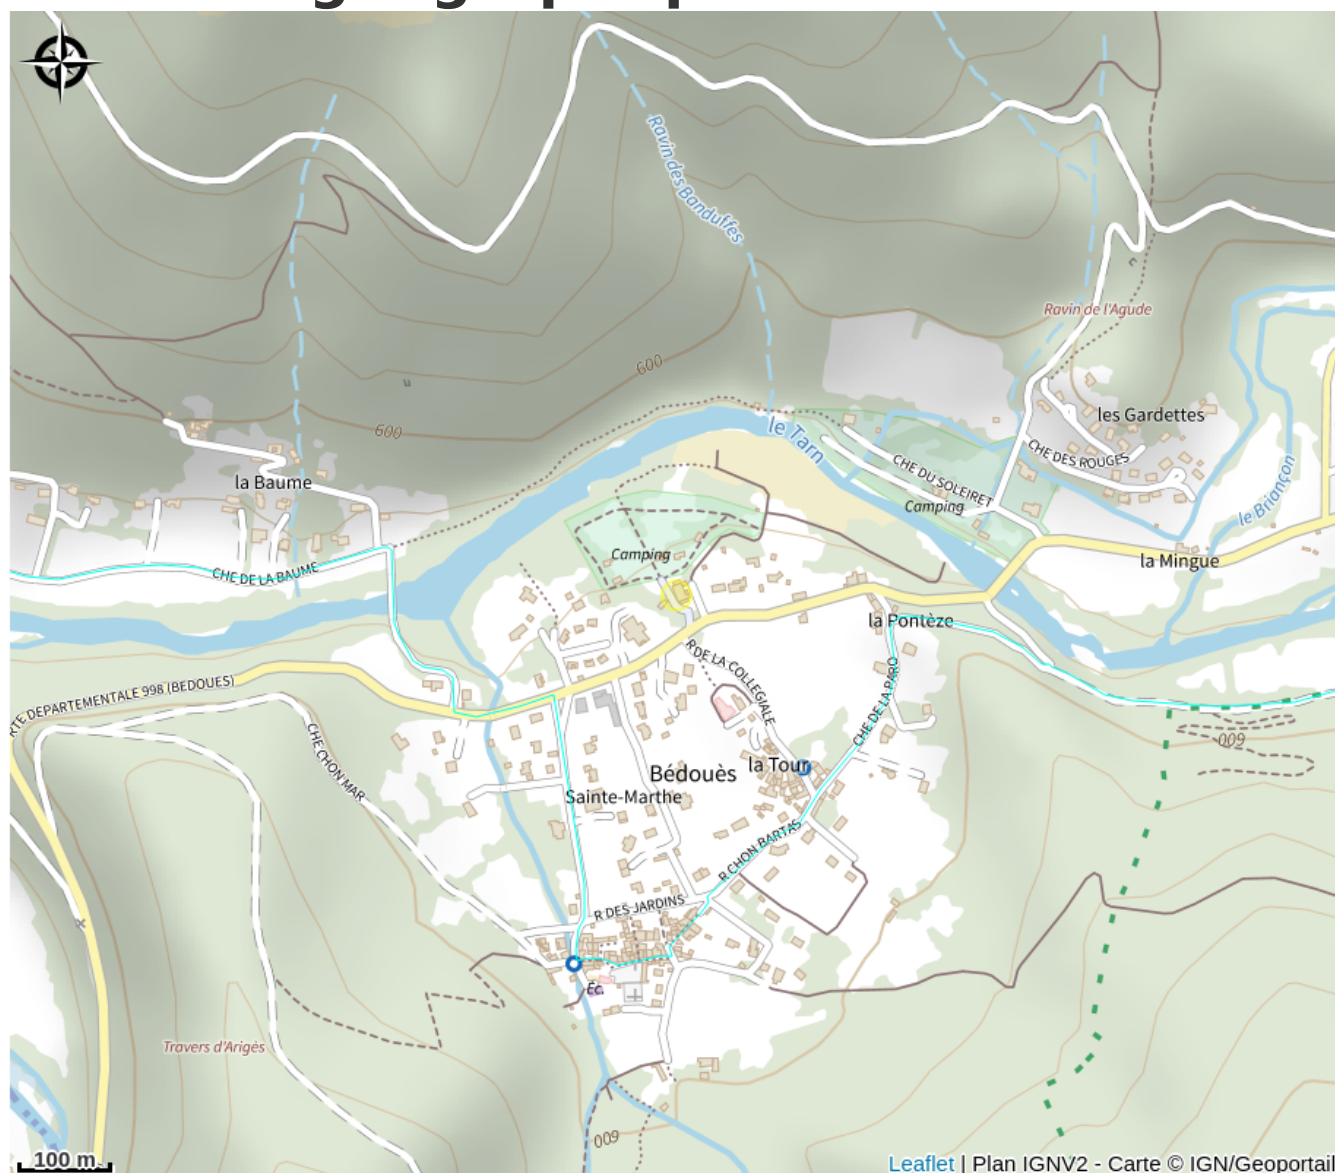 Ravin des Banduffes
Ravin de l'Agude
600
les Gardettes
600
le Tarn
CHE DES ROUGES
CHE DU SOLEIRET
la Baume
le Briançon
Camping
Camping
la Mingue
CHE DE LA BAUME
la Pontèze
R DE LA COLLEGIALE
CHE DE LA PARO
RTE DEPARTEMENTALE 998 (BEDOUES)
CHE CHON MAR
600
la Tour
Bédouès
Sainte-Marthe
R CHON BARTAS
R DES JARDINS
Éc.
Travers d'Arigès
600
100 m
Leaflet | Plan IGNV2 - Carte © IGN/Geoportail